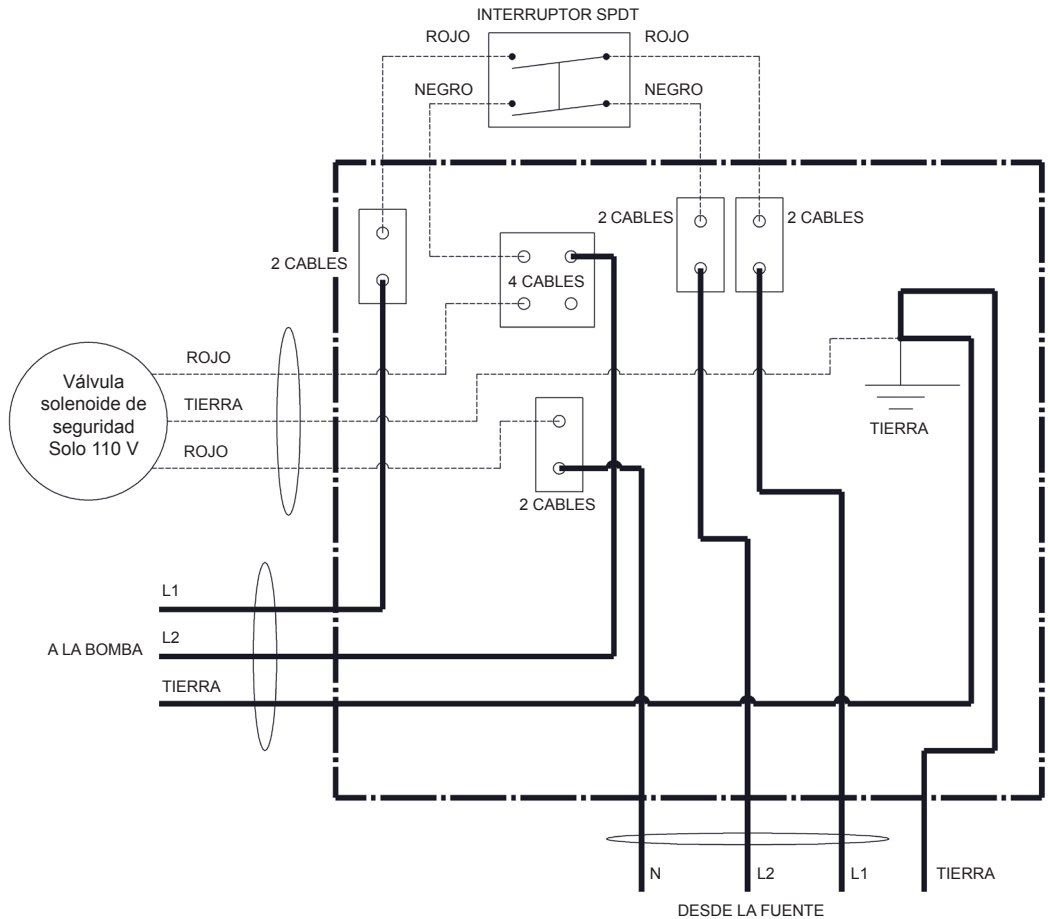 INTERRUPTOR SPDT
ROJO
ROJO
NEGRO
NEGRO
2 CABLES
2 CABLES
2 CABLES
4 CABLES
ROJO
Válvula
solenoide de
seguridad
Solo 110 V
TIERRA
ROJO
TIERRA
2 CABLES
L1
A LA BOMBA
L2
TIERRA
N
L2
L1
TIERRA
DESDE LA FUENTE